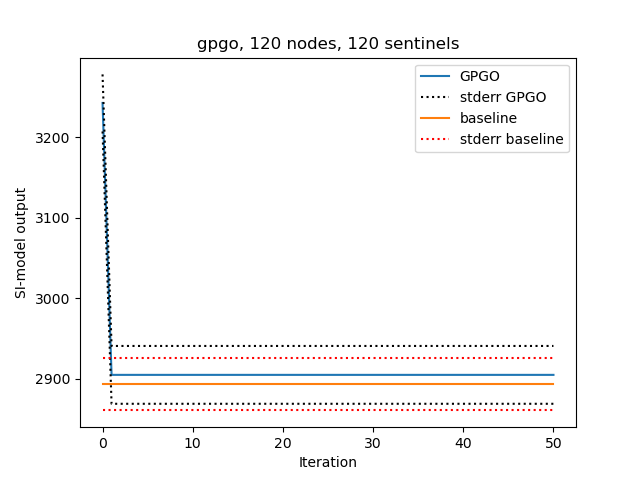 gpgo, 120 nodes, 120 sentinels
GPGO
stderr GPGO
baseline
stderr baseline
3200
3100
3000
2900
SI-model output
0 10 20 30 40 50
Iteration